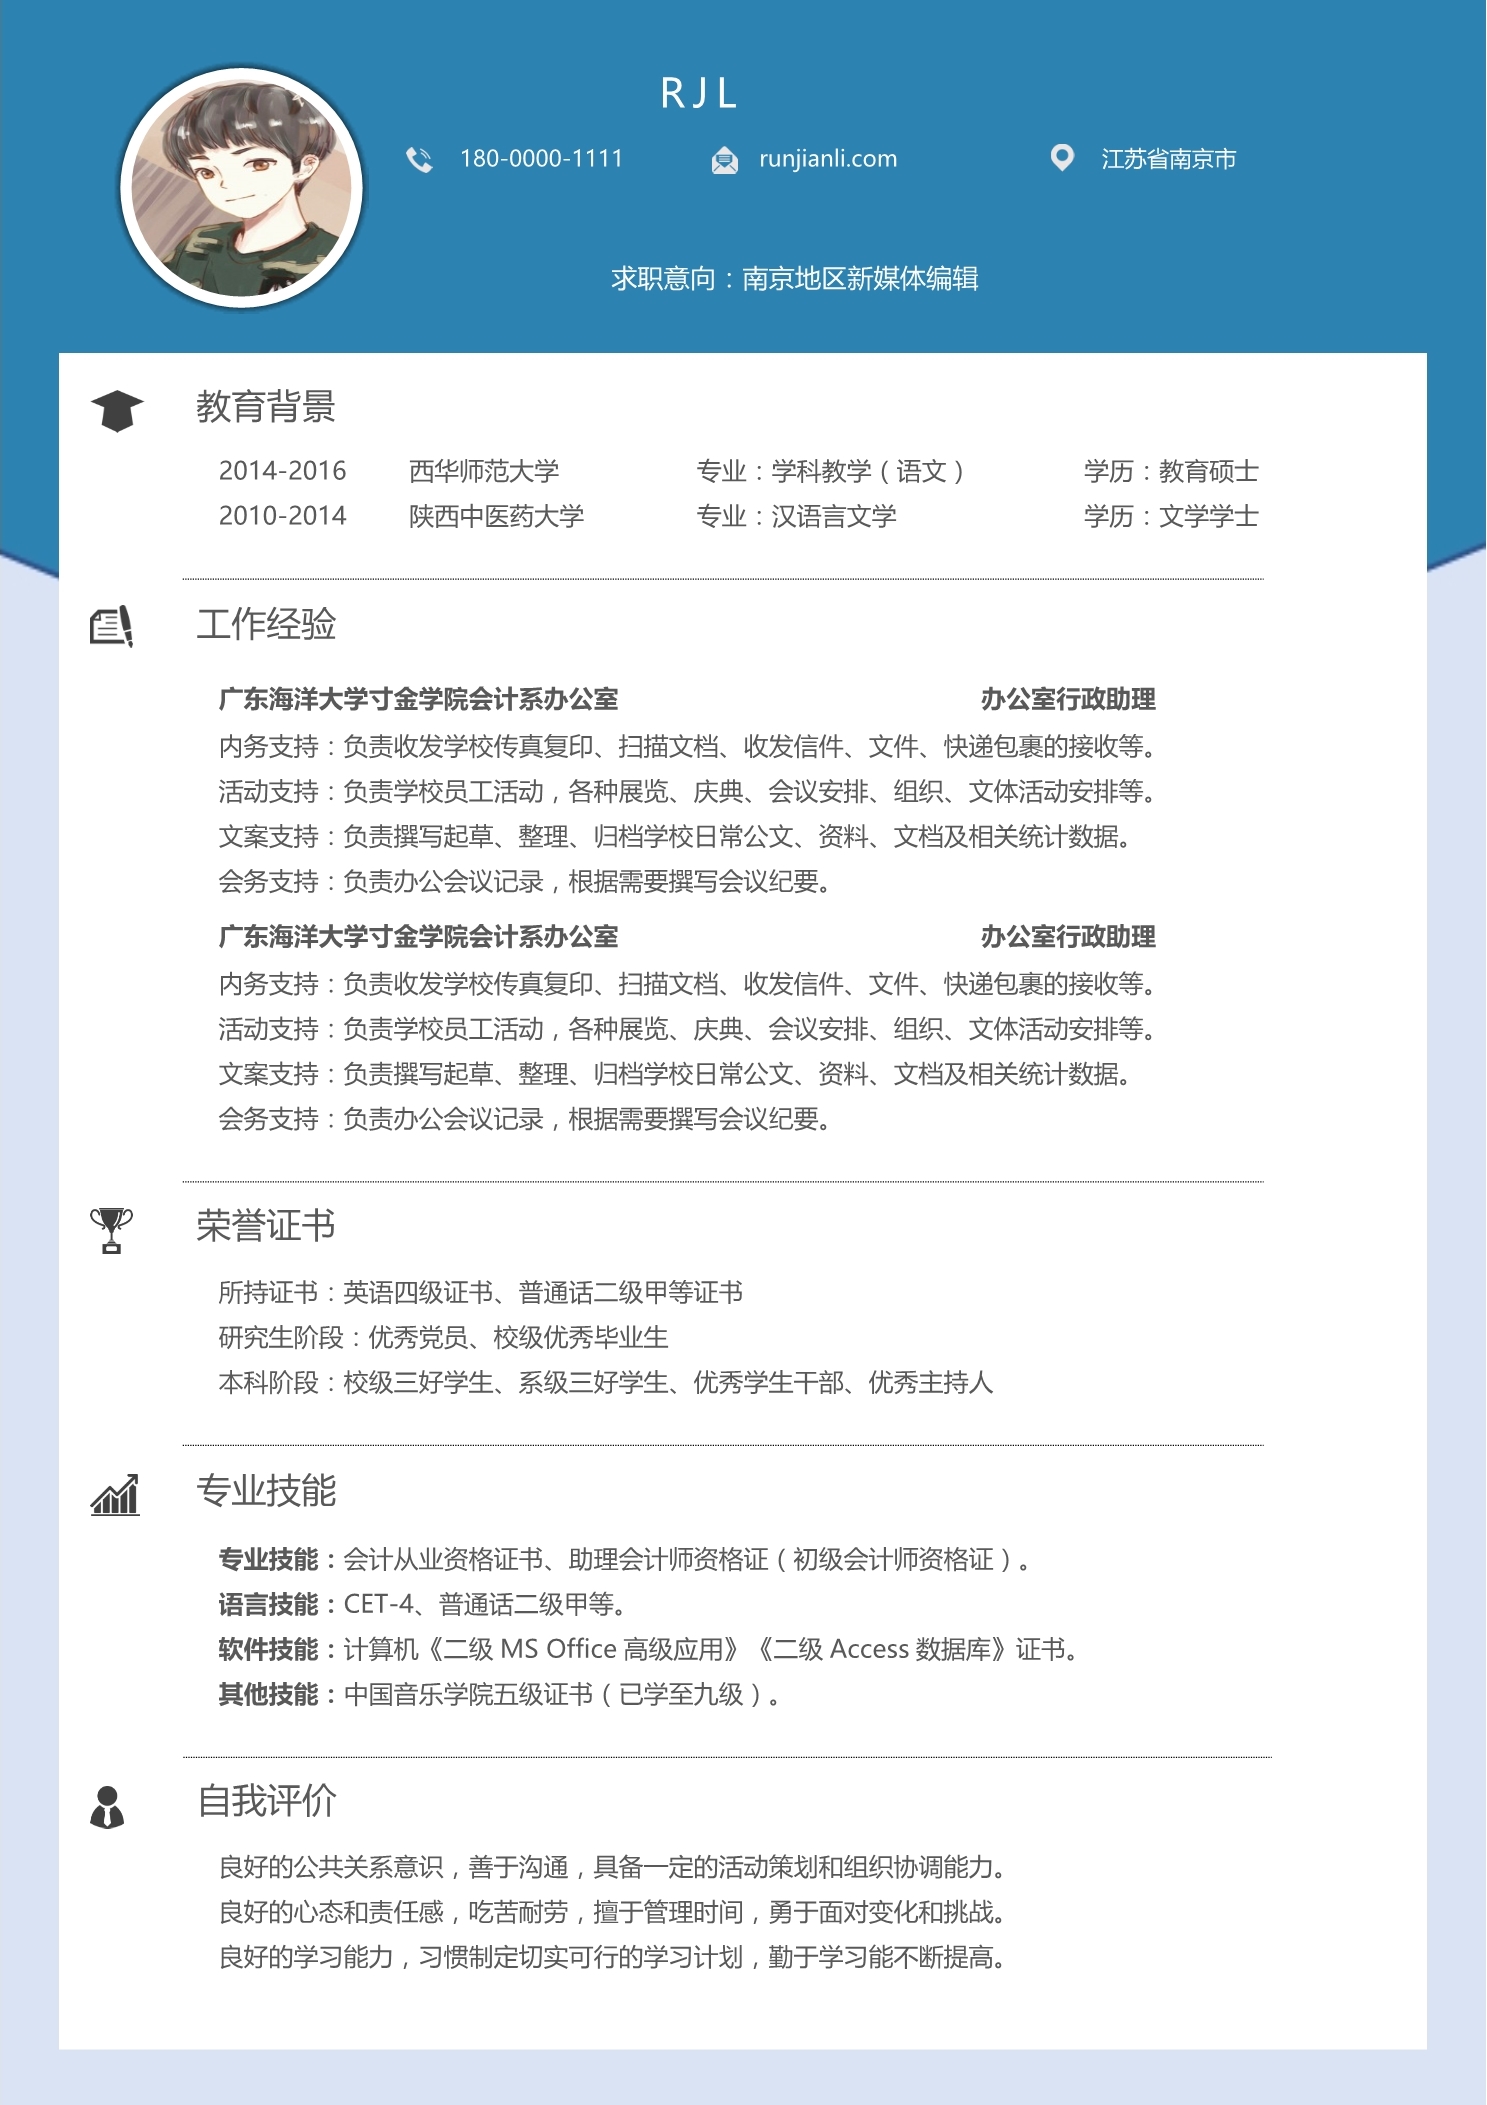 RJL
180-0000-1111 runjianli.com 江苏省南京市
求职意向：南京地区新媒体编辑
教育背景
2014-2016 西华师范大学 专业：学科教学（语文） 学历：教育硕士
2010-2014 陕西中医药大学 专业：汉语言文学 学历：文学学士
工作经验
广东海洋大学寸金学院会计系办公室 办公室行政助理
内务支持：负责收发学校传真复印、扫描文档、收发信件、文件、快递包裹的接收等。
活动支持：负责学校员工活动，各种展览、庆典、会议安排、组织、文体活动安排等。
文案支持：负责撰写起草、整理、归档学校日常公文、资料、文档及相关统计数据。
会务支持：负责办公会议记录，根据需要撰写会议纪要。
广东海洋大学寸金学院会计系办公室 办公室行政助理
内务支持：负责收发学校传真复印、扫描文档、收发信件、文件、快递包裹的接收等。
活动支持：负责学校员工活动，各种展览、庆典、会议安排、组织、文体活动安排等。
文案支持：负责撰写起草、整理、归档学校日常公文、资料、文档及相关统计数据。
会务支持：负责办公会议记录，根据需要撰写会议纪要。
荣誉证书
所持证书：英语四级证书、普通话二级甲等证书
研究生阶段：优秀党员、校级优秀毕业生
本科阶段：校级三好学生、系级三好学生、优秀学生干部、优秀主持人
专业技能
专业技能：会计从业资格证书、助理会计师资格证（初级会计师资格证）。
语言技能：CET-4、普通话二级甲等。
软件技能：计算机《二级 MS Office 高级应用》《二级 Access 数据库》证书。
其他技能：中国音乐学院五级证书（已学至九级）。
自我评价
良好的公共关系意识，善于沟通，具备一定的活动策划和组织协调能力。
良好的心态和责任感，吃苦耐劳，擅于管理时间，勇于面对变化和挑战。
良好的学习能力，习惯制定切实可行的学习计划，勤于学习能不断提高。